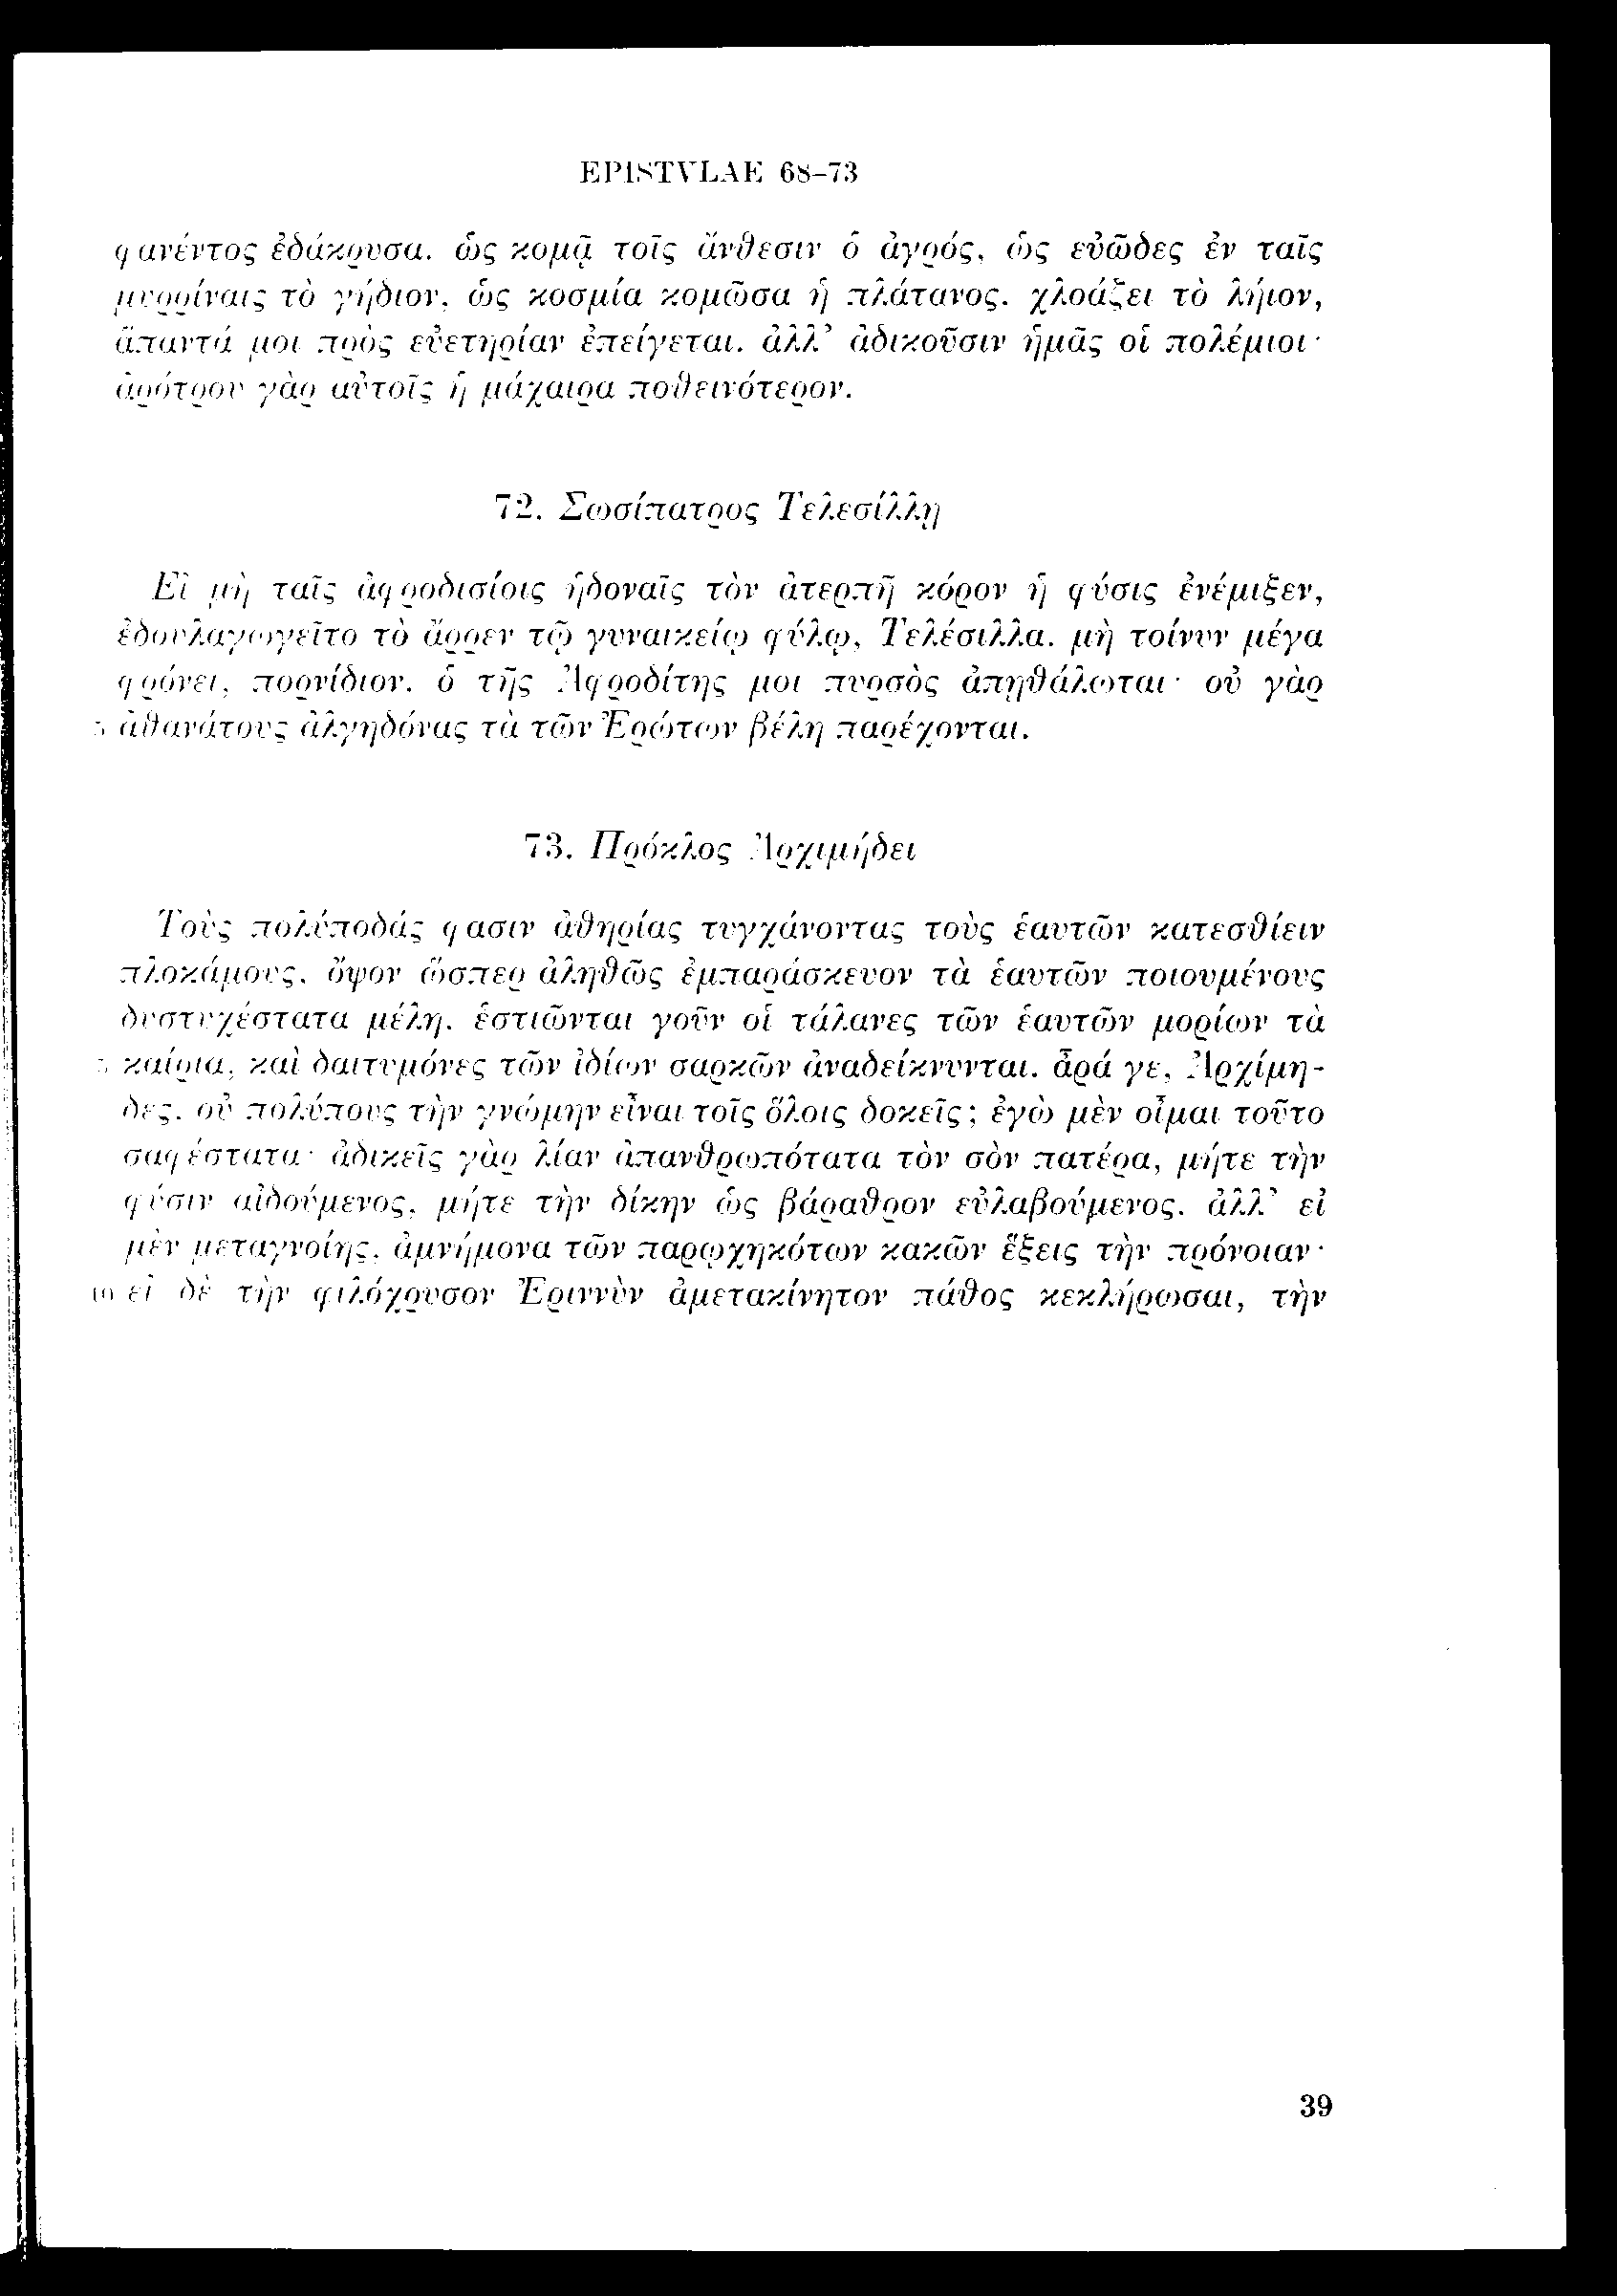 EPISTVLAE 68–73
φανέντος ἐδάκρυσα. ὡς κομᾷ τοῖς ἄνθεσιν ὁ ἀγρός, ὡς εὐῶδες ἐν ταῖς
μυρρίναις τὸ γῄδιον, ὡς κοσμία κομῶσα ἡ πλάτανος. χλοάζει τὸ λήιον,
ἅπαντά μοι πρὸς εὐετηρίαν ἐπείγεται. ἀλλ’ ἀδικοῦσιν ἡμᾶς οἱ πολέμιοι·
ἀρότρου γὰρ αὐτοῖς ἡ μάχαιρα ποθεινότερον.
72. Σωσίπατρος Τελεσίλλῃ
Εἰ μὴ ταῖς ἀφροδισίοις ἡδοναῖς τὸν ἀτερπῆ κόρον ἡ φύσις ἐνέμιξεν,
ἐδουλαγωγεῖτο τὸ ἄρρεν τῷ γυναικείῳ φύλῳ, Τελέσιλλα. μὴ τοίνυν μέγα
φρόνει, πορνίδιον. ὁ τῆς Ἀφροδίτης μοι πυρσὸς ἀπῃθάλωται· οὐ γὰρ
5 ἀθανάτους ἀλγηδόνας τὰ τῶν Ἐρώτων βέλη παρέχονται.
73. Πρόκλος Ἀρχιμήδει
Τοὺς πολύποδάς φασιν ἀθηρίας τυγχάνοντας τοὺς ἑαυτῶν κατεσθίειν
πλοκάμους, ὄψον ὥσπερ ἀληθῶς ἐμπαράσκευον τὰ ἑαυτῶν ποιουμένους
δυστυχέστατα μέλη. ἑστιῶνται γοῦν οἱ τάλανες τῶν ἑαυτῶν μορίων τὰ
5 καίρια, καὶ δαιτυμόνες τῶν ἰδίων σαρκῶν ἀναδείκνυνται. ἆρά γε, Ἀρχίμη-
δες, οὐ πολύπους τὴν γνώμην εἶναι τοῖς ὅλοις δοκεῖς; ἐγὼ μὲν οἶμαι τοῦτο
σαφέστατα· ἀδικεῖς γὰρ λίαν ἀπανθρωπότατα τὸν σὸν πατέρα, μήτε τὴν
φύσιν αἰδούμενος, μήτε τὴν δίκην ὡς βάραθρον εὐλαβούμενος. ἀλλ’ εἰ
μὲν μεταγνοίης, ἀμνήμονα τῶν παρῳχηκότων κακῶν ἕξεις τὴν πρόνοιαν·
10 εἰ δὲ τὴν φιλόχρυσον Ἐριννὺν ἀμετακίνητον πάθος κεκλήρωσαι, τὴν
39